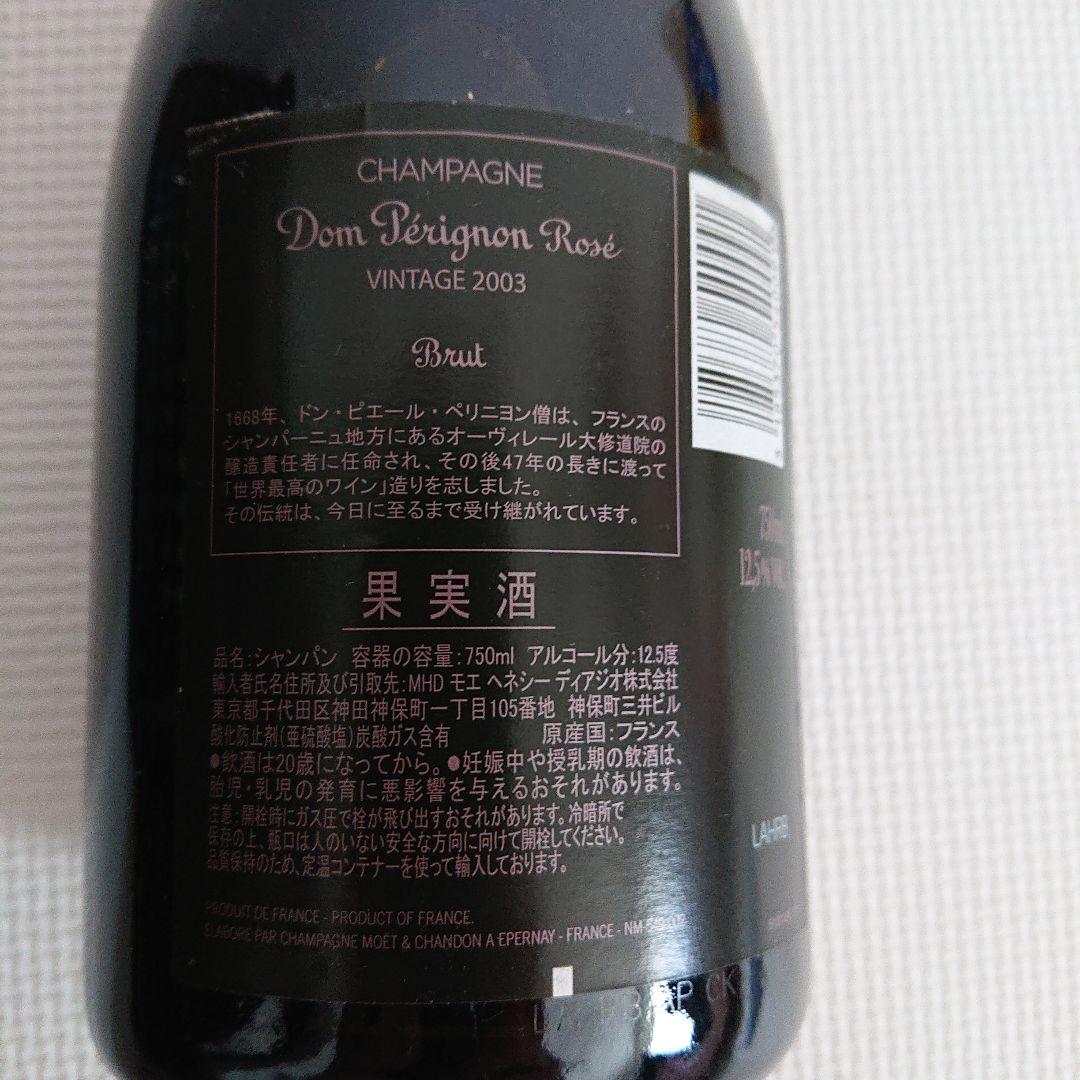 CHAMPAGNE
Dom Pérignon Rosé
VINTAGE 2003
Brut
1668年、ドン・ピエール・ペリニヨン僧は、フランスの
シャンパーニュ地方にあるオーヴィレール大修道院の
醸造責任者に任命され、その後47年の長きに渡って
「世界最高のワイン」造りを志しました。
その伝統は、今日に至るまで受け継がれています。
果実酒
品名:シャンパン 容器の容量:750ml アルコール分:12.5度
輸入者氏名住所及び引取先:MHD モエ ヘネシー ディアジオ株式会社
東京都千代田区神田神保町一丁目105番地 神保町三井ビル
酸化防止剤(亜硫酸塩)炭酸ガス含有 原産国:フランス
●飲酒は20歳になってから。●妊娠中や授乳期の飲酒は、
胎児・乳児の発育に悪影響を与えるおそれがあります。
注意:開栓時にガス圧で栓が飛び出すおそれがあります。冷暗所で
保存の上、瓶口は人のいない安全な方向に向けて開栓してください。
品質保持のため、定温コンテナーを使って輸入しております。
PRODUIT DE FRANCE - PRODUCT OF FRANCE.
ELABORÉ PAR CHAMPAGNE MOËT & CHANDON A EPERNAY - FRANCE - NM
750ml
12,5%
LAHR8